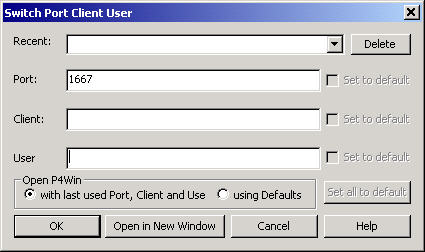 Switch Port Client User
Recent:
Delete
Port:
1667
Set to default
Client:
Set to default
User
Set to default
Open P4Win
with last used Port, Client and Use
using Defaults
Set all to default
OK
Open in New Window
Cancel
Help